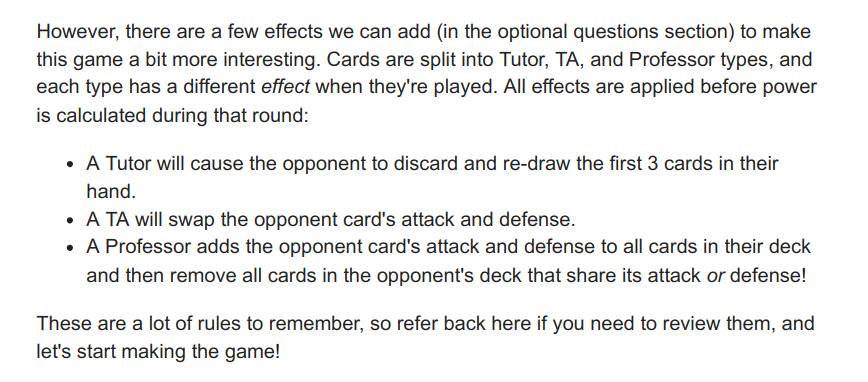 However, there are a few effects we can add (in the optional questions section) to make
this game a bit more interesting. Cards are split into Tutor, TA, and Professor types, and
each type has a different effect when they're played. All effects are applied before power
is calculated during that round:
• A Tutor will cause the opponent to discard and re-draw the first 3 cards in their
hand.
• A TA will swap the opponent card's attack and defense.
• A Professor adds the opponent card's attack and defense to all cards in their deck
and then remove all cards in the opponent's deck that share its attack or defense!
These are a lot of rules to remember, so refer back here if you need to review them, and
let's start making the game!